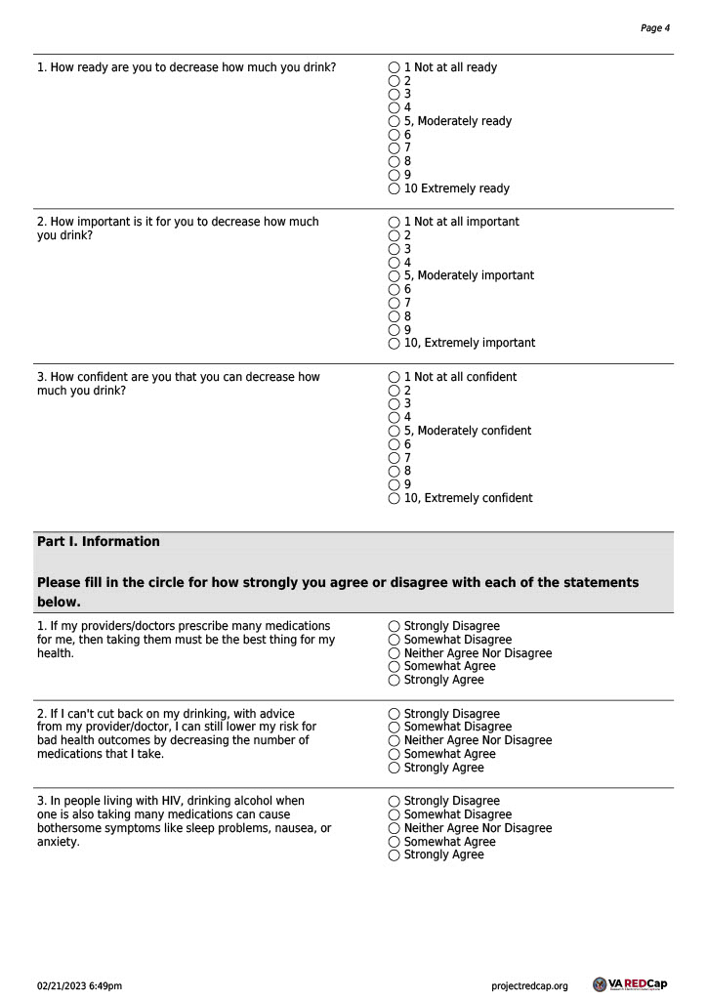 Page 4
1. How ready are you to decrease how much you drink?
1 Not at all ready
2
3
4
5, Moderately ready
6
7
8
9
10 Extremely ready
2. How important is it for you to decrease how much
you drink?
1 Not at all important
2
3
4
5, Moderately important
6
7
8
9
10, Extremely important
3. How confident are you that you can decrease how
much you drink?
1 Not at all confident
2
3
4
5, Moderately confident
6
7
8
9
10, Extremely confident
Part I. Information
Please fill in the circle for how strongly you agree or disagree with each of the statements
below.
1. If my providers/doctors prescribe many medications
for me, then taking them must be the best thing for my
health.
Strongly Disagree
Somewhat Disagree
Neither Agree Nor Disagree
Somewhat Agree
Strongly Agree
2. If I can't cut back on my drinking, with advice
from my provider/doctor, I can still lower my risk for
bad health outcomes by decreasing the number of
medications that I take.
Strongly Disagree
Somewhat Disagree
Neither Agree Nor Disagree
Somewhat Agree
Strongly Agree
3. In people living with HIV, drinking alcohol when
one is also taking many medications can cause
bothersome symptoms like sleep problems, nausea, or
anxiety.
Strongly Disagree
Somewhat Disagree
Neither Agree Nor Disagree
Somewhat Agree
Strongly Agree
02/21/2023 6:49pm
projectredcap.org
VA REDCap